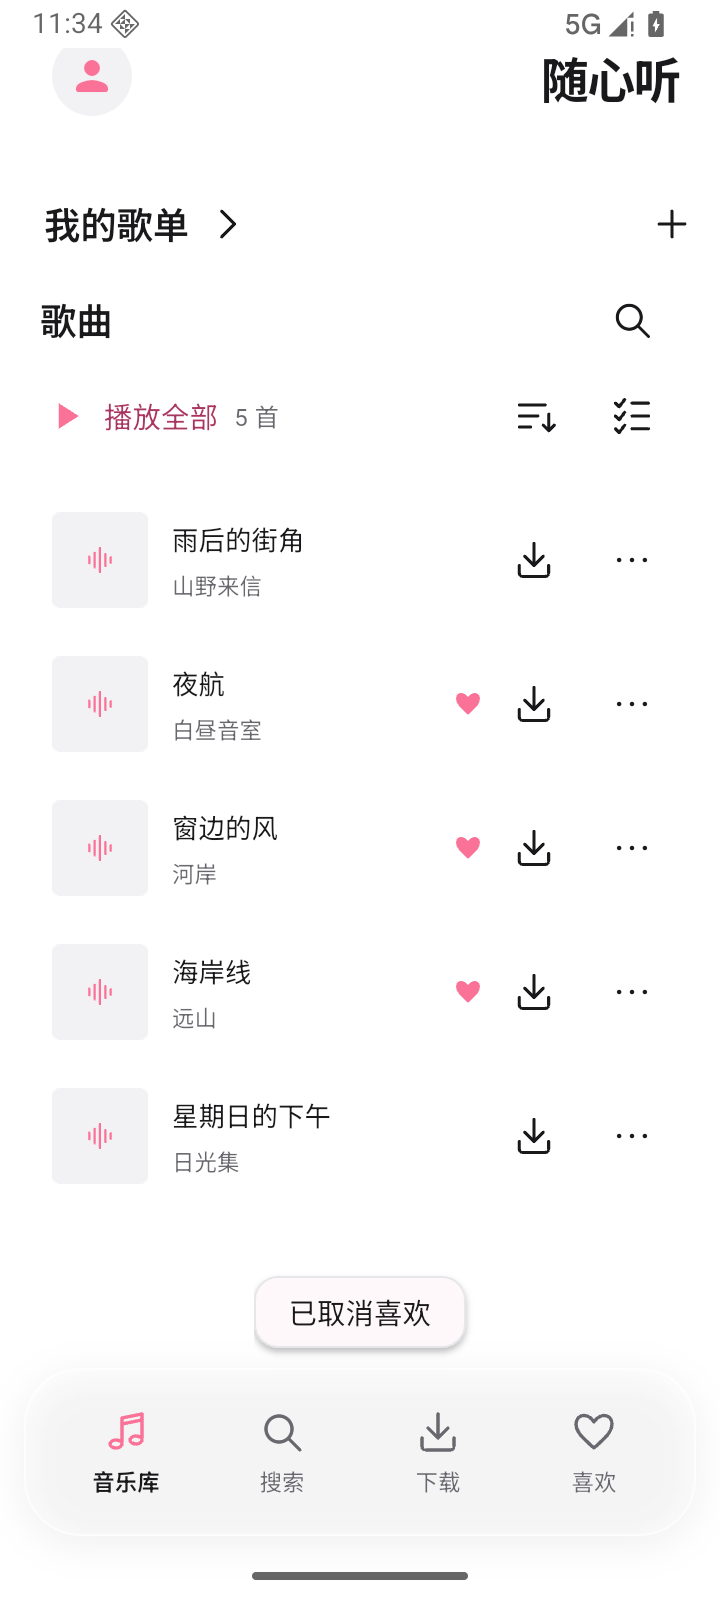 11:34
5G
随心听
我的歌单
歌曲
播放全部 5 首
雨后的街角
山野来信
夜航
白昼音室
窗边的风
河岸
海岸线
远山
星期日的下午
日光集
已取消喜欢
音乐库
搜索
下载
喜欢